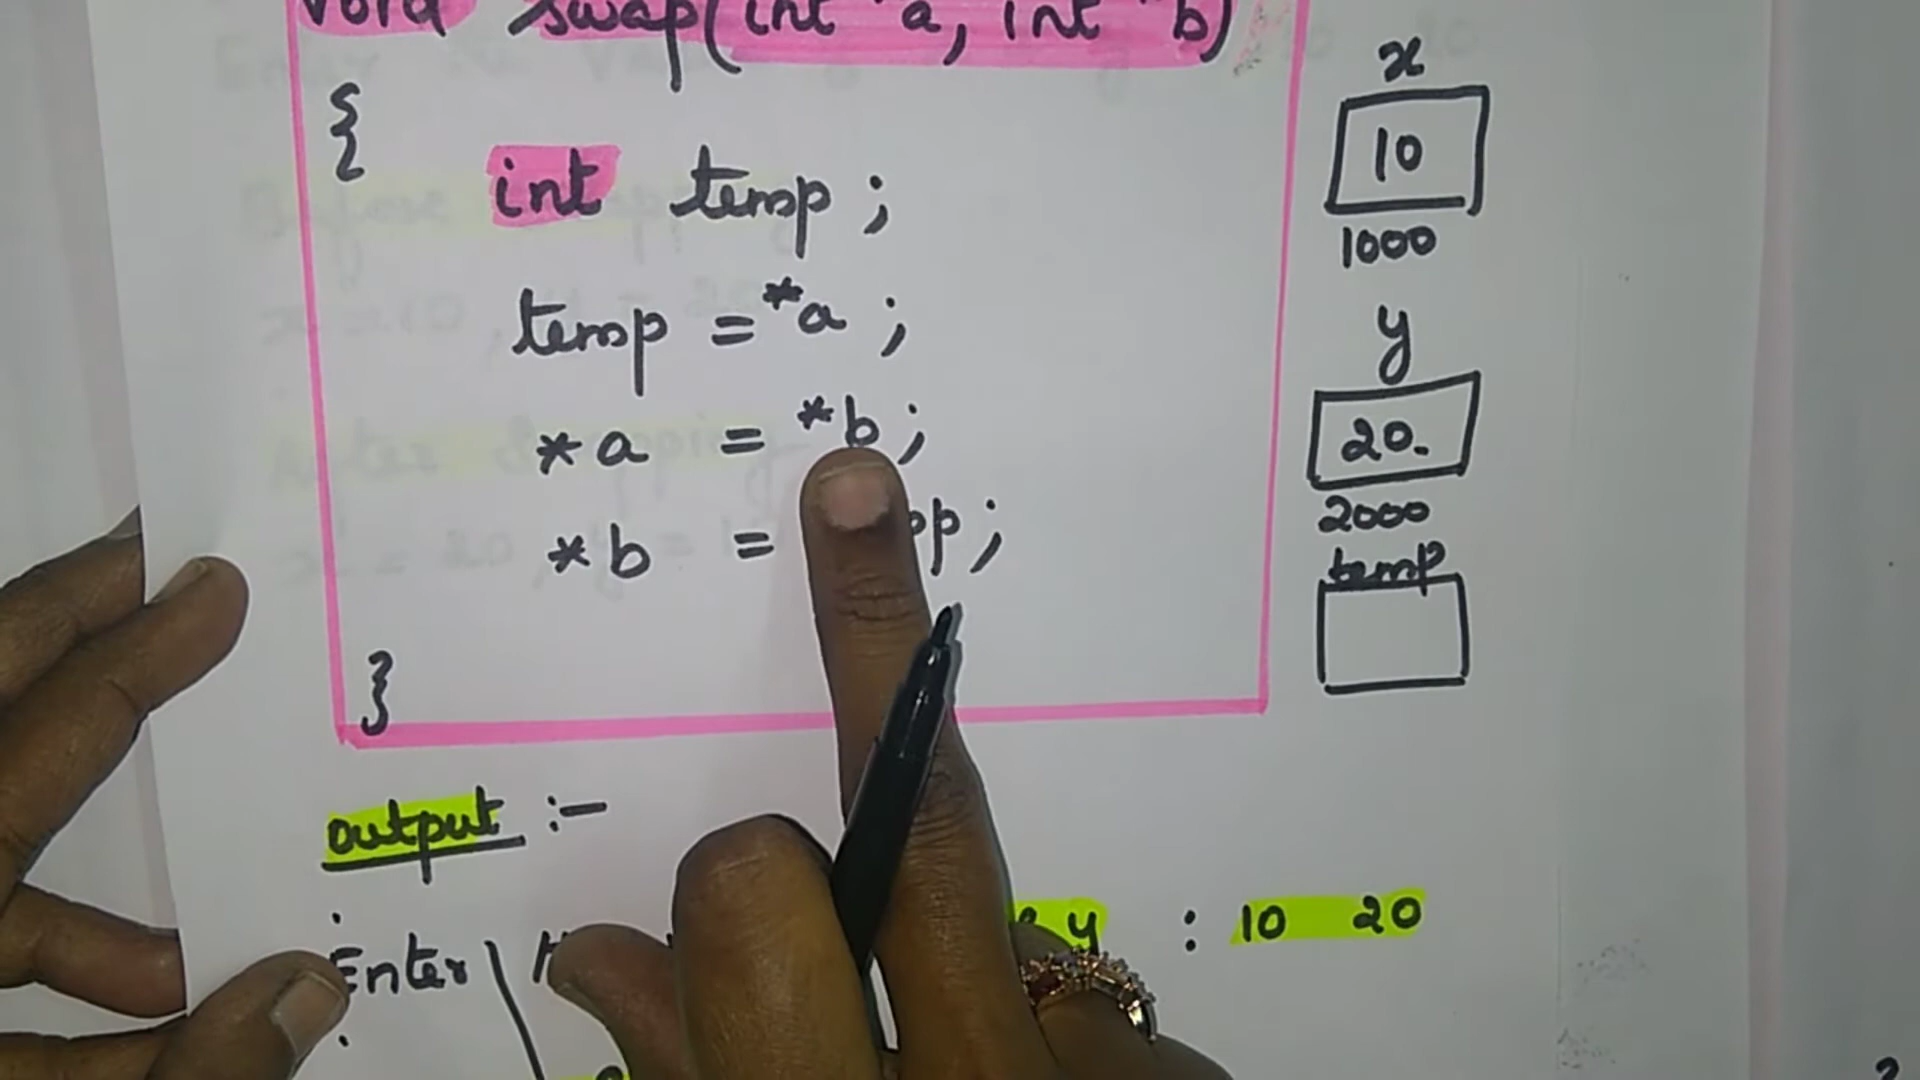 void swap(int *a, int *b)
{
int temp;
temp = *a;
*a = *b;
*b = ;
}
x
10
1000
y
20.
2000
temp
output :-
Enter y : 10 20